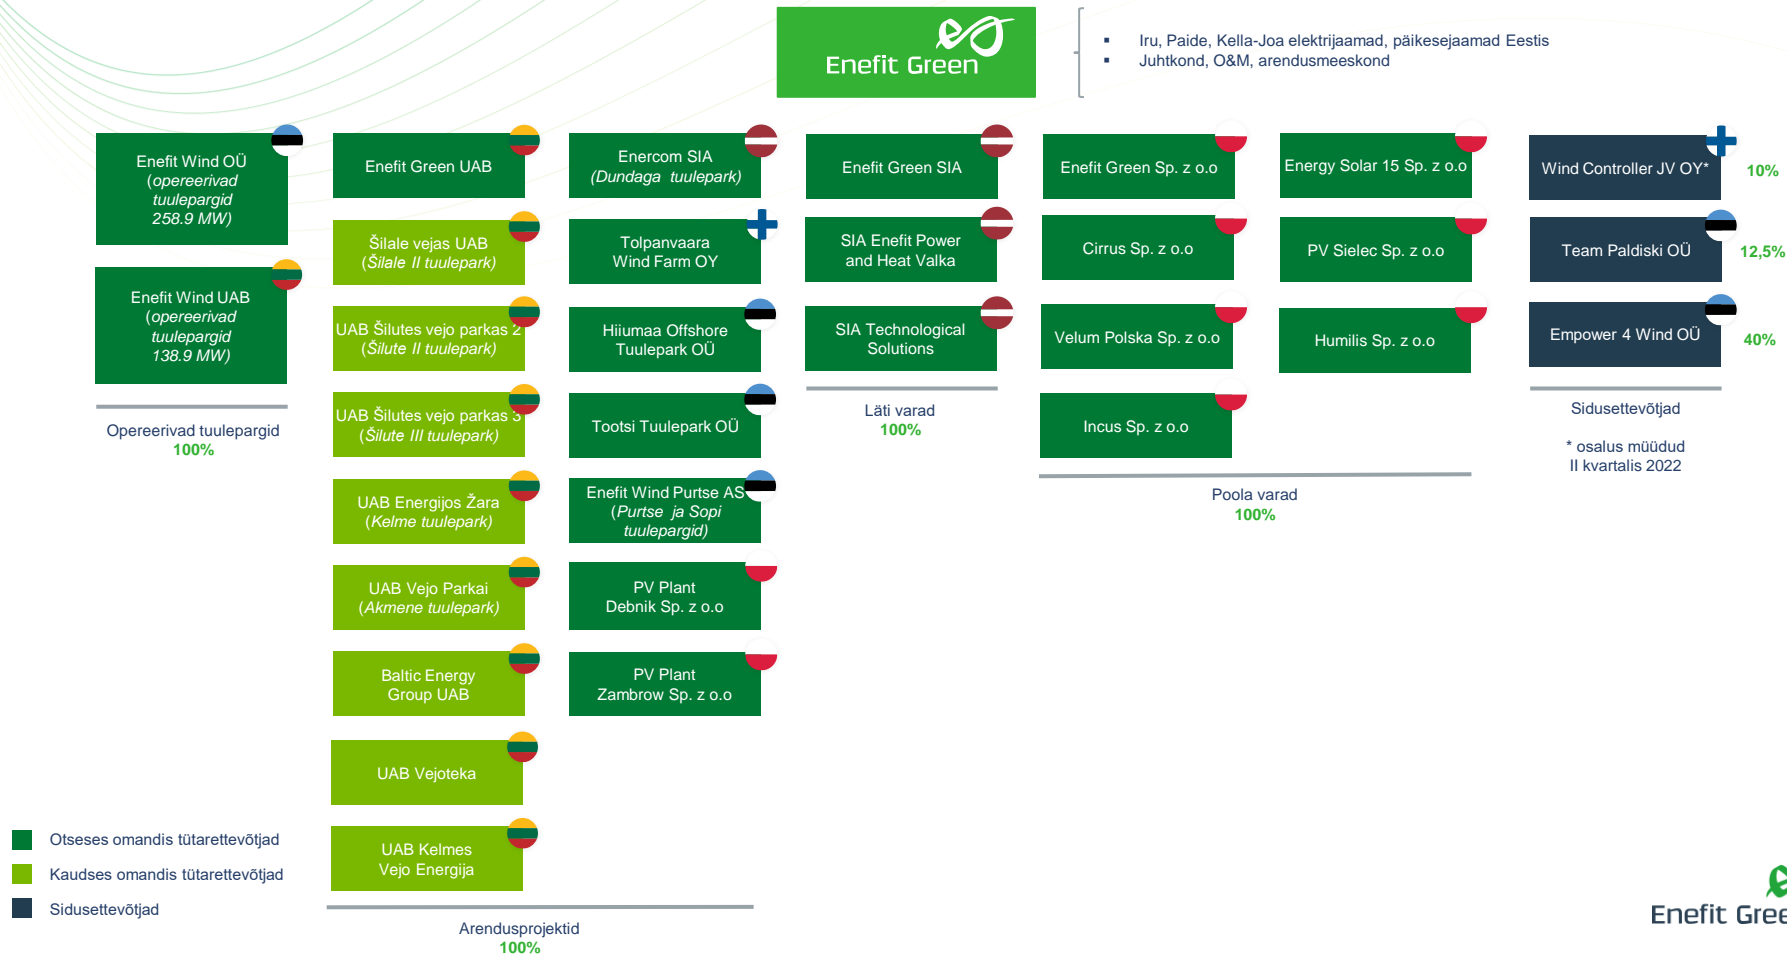 Enefit Green
▪ Iru, Paide, Kella-Joa elektrijaamad, päikesejaamad Eestis
▪ Juhtkond, O&M, arendusmeeskond
Enefit Wind OÜ
(opereerivad
tuulepargid
258.9 MW)
Enefit Wind UAB
(opereerivad
tuulepargid
138.9 MW)
Opereerivad tuulepargid
100%
Enefit Green UAB
Šilale vejas UAB
(Šilale II tuulepark)
UAB Šilutes vejo parkas 2
(Šilute II tuulepark)
UAB Šilutes vejo parkas 3
(Šilute III tuulepark)
UAB Energijos Žara
(Kelme tuulepark)
UAB Vejo Parkai
(Akmene tuulepark)
Baltic Energy
Group UAB
UAB Vejoteka
UAB Kelmes
Vejo Energija
Enercom SIA
(Dundaga tuulepark)
Tolpanvaara
Wind Farm OY
Hiiumaa Offshore
Tuulepark OÜ
Tootsi Tuulepark OÜ
Enefit Wind Purtse AS
(Purtse ja Sopi
tuulepargid)
PV Plant
Debnik Sp. z o.o
PV Plant
Zambrow Sp. z o.o
Arendusprojektid
100%
Enefit Green SIA
SIA Enefit Power
and Heat Valka
SIA Technological
Solutions
Läti varad
100%
Enefit Green Sp. z o.o
Cirrus Sp. z o.o
Velum Polska Sp. z o.o
Incus Sp. z o.o
Energy Solar 15 Sp. z o.o
PV Sielec Sp. z o.o
Humilis Sp. z o.o
Poola varad
100%
Wind Controller JV OY*
10%
Team Paldiski OÜ
12,5%
Empower 4 Wind OÜ
40%
Sidusettevõtjad
* osalus müüdud
II kvartalis 2022
Otseses omandis tütarettevõtjad
Kaudses omandis tütarettevõtjad
Sidusettevõtjad
Enefit Gree